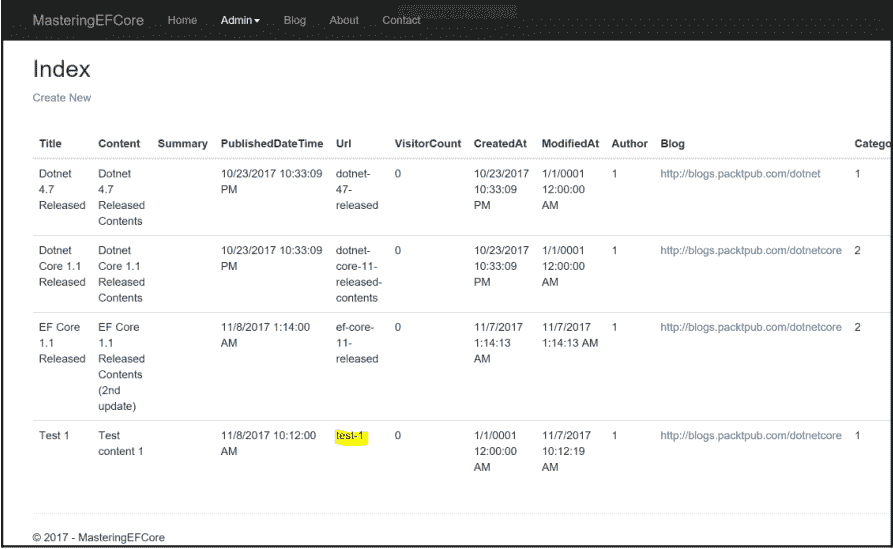 MasteringEFCore Home Admin Blog About Contact
Index
Create New
Title Content Summary PublishedDateTime Url VisitorCount CreatedAt ModifiedAt Author Blog Catego
Dotnet Dotnet 10/23/2017 10:33:09 dotnet- 0 10/23/2017 1/1/0001 1 http://blogs.packtpub.com/dotnet 1
4.7 4.7 PM 47- 10:33:09 12:00:00
Released Released released PM AM
Contents
Dotnet Dotnet 10/23/2017 10:33:09 dotnet- 0 10/23/2017 1/1/0001 1 http://blogs.packtpub.com/dotnetcore 2
Core 1.1 Core 1.1 PM core-11- 10:33:09 12:00:00
Released Released released- PM AM
Contents contents
EF Core EF Core 11/8/2017 1:14:00 ef-core- 0 11/7/2017 11/7/2017 1 http://blogs.packtpub.com/dotnetcore 2
1.1 1.1 AM 11- 1:14:13 1:14:13 AM
Released Released released AM
Contents
(2nd
update)
Test 1 Test 11/8/2017 10:12:00 test-1 0 1/1/0001 11/7/2017 1 http://blogs.packtpub.com/dotnetcore 1
content 1 AM 12:00:00 10:12:19
AM AM
© 2017 - MasteringEFCore